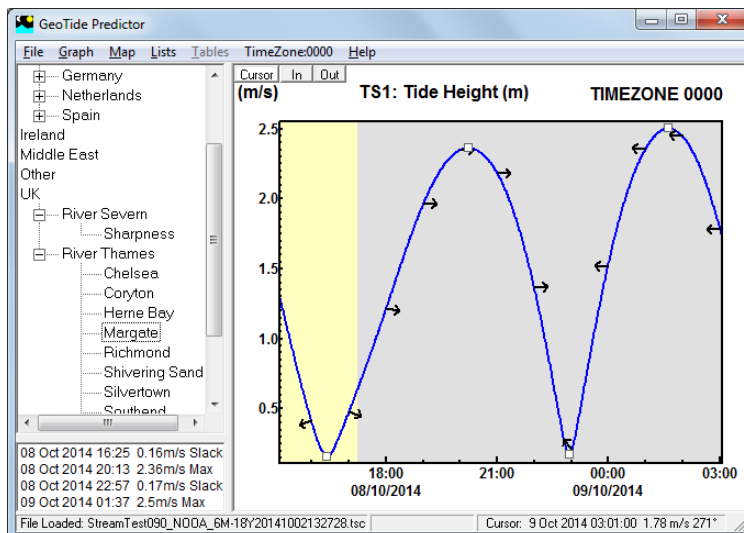 GeoTide Predictor
File Graph Map Lists Tables TimeZone:0000 Help
Germany
Netherlands
Spain
Ireland
Middle East
Other
UK
River Severn
Sharpness
River Thames
Chelsea
Coryton
Herne Bay
Margate
Richmond
Shivering Sand
Silvertown
Southend
08 Oct 2014 16:25 0.16m/s Slack
08 Oct 2014 20:13 2.36m/s Max
08 Oct 2014 22:57 0.17m/s Slack
09 Oct 2014 01:37 2.5m/s Max
Cursor In Out
(m/s) TS1: Tide Height (m) TIMEZONE 0000
2.5
2.0
1.5
1.0
0.5
18:00 21:00 00:00 03:00
08/10/2014 09/10/2014
File Loaded: StreamTest090_NOOA_6M-18Y20141002132728.tsc Cursor: 9 Oct 2014 03:01:00 1.78 m/s 271°